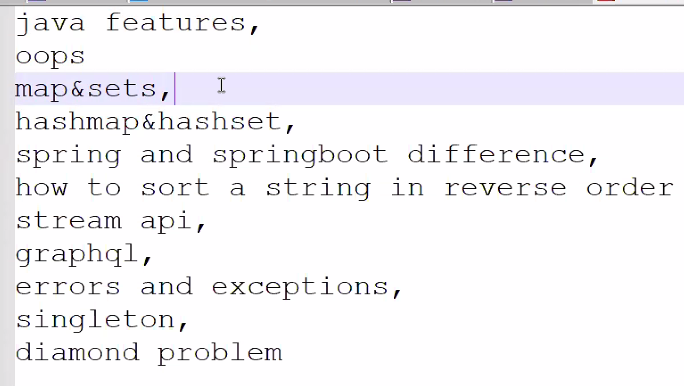 java features,
oops
map&sets,
hashmap&hashset,
spring and springboot difference,
how to sort a string in reverse order
stream api,
graphql,
errors and exceptions,
singleton,
diamond problem